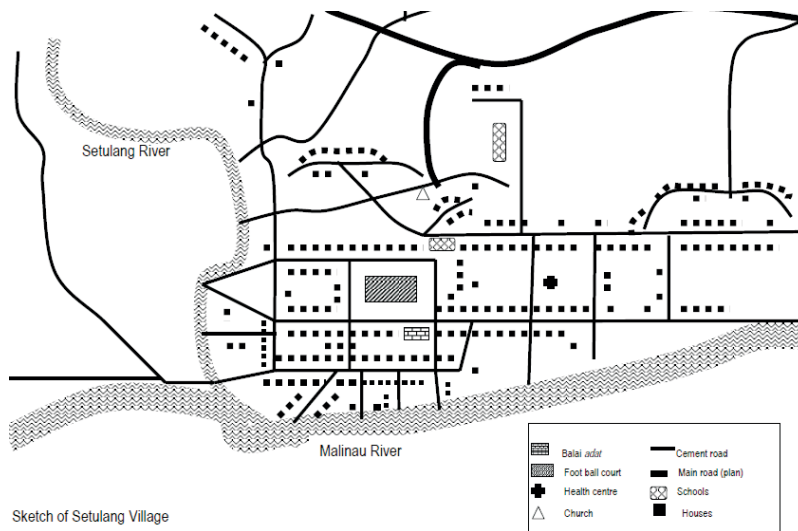 Setulang River
Malinau River
Balai adat
Cement road
Foot ball court
Main road (plan)
Health centre
Schools
Church
Houses
Sketch of Setulang Village